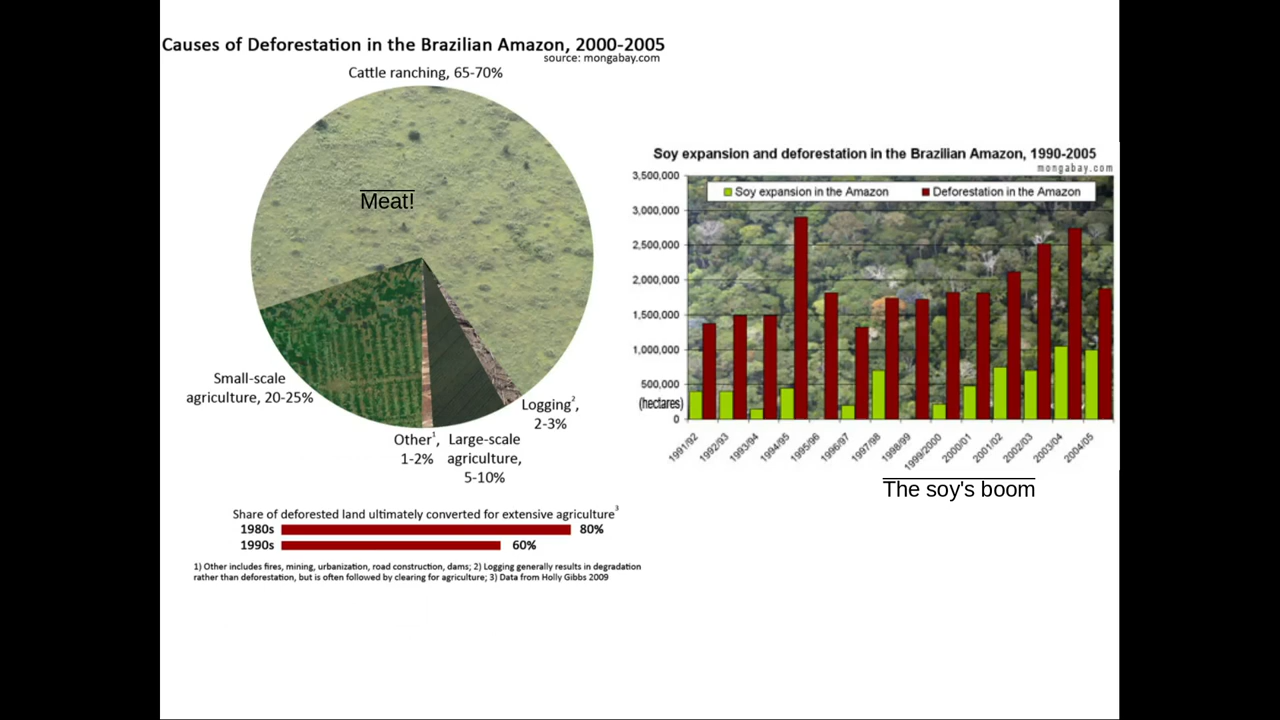 Causes of Deforestation in the Brazilian Amazon, 2000-2005
source: mongabay.com
Cattle ranching, 65-70%
Meat!
Small-scale
agriculture, 20-25%
Other¹,
1-2%
Large-scale
agriculture,
5-10%
Logging²,
2-3%
Share of deforested land ultimately converted for extensive agriculture³
1980s 80%
1990s 60%
1) Other includes fires, mining, urbanization, road construction, dams; 2) Logging generally results in degradation
rather than deforestation, but is often followed by clearing for agriculture; 3) Data from Holly Gibbs 2009
Soy expansion and deforestation in the Brazilian Amazon, 1990-2005
mongabay.com
Soy expansion in the Amazon Deforestation in the Amazon
3,500,000
3,000,000
2,500,000
2,000,000
1,500,000
1,000,000
500,000
(hectares)
0
1991/92 1992/93 1993/94 1994/95 1995/96 1996/97 1997/98 1998/99 1999/2000 2000/01 2001/02 2002/03 2003/04 2004/05
The soy's boom